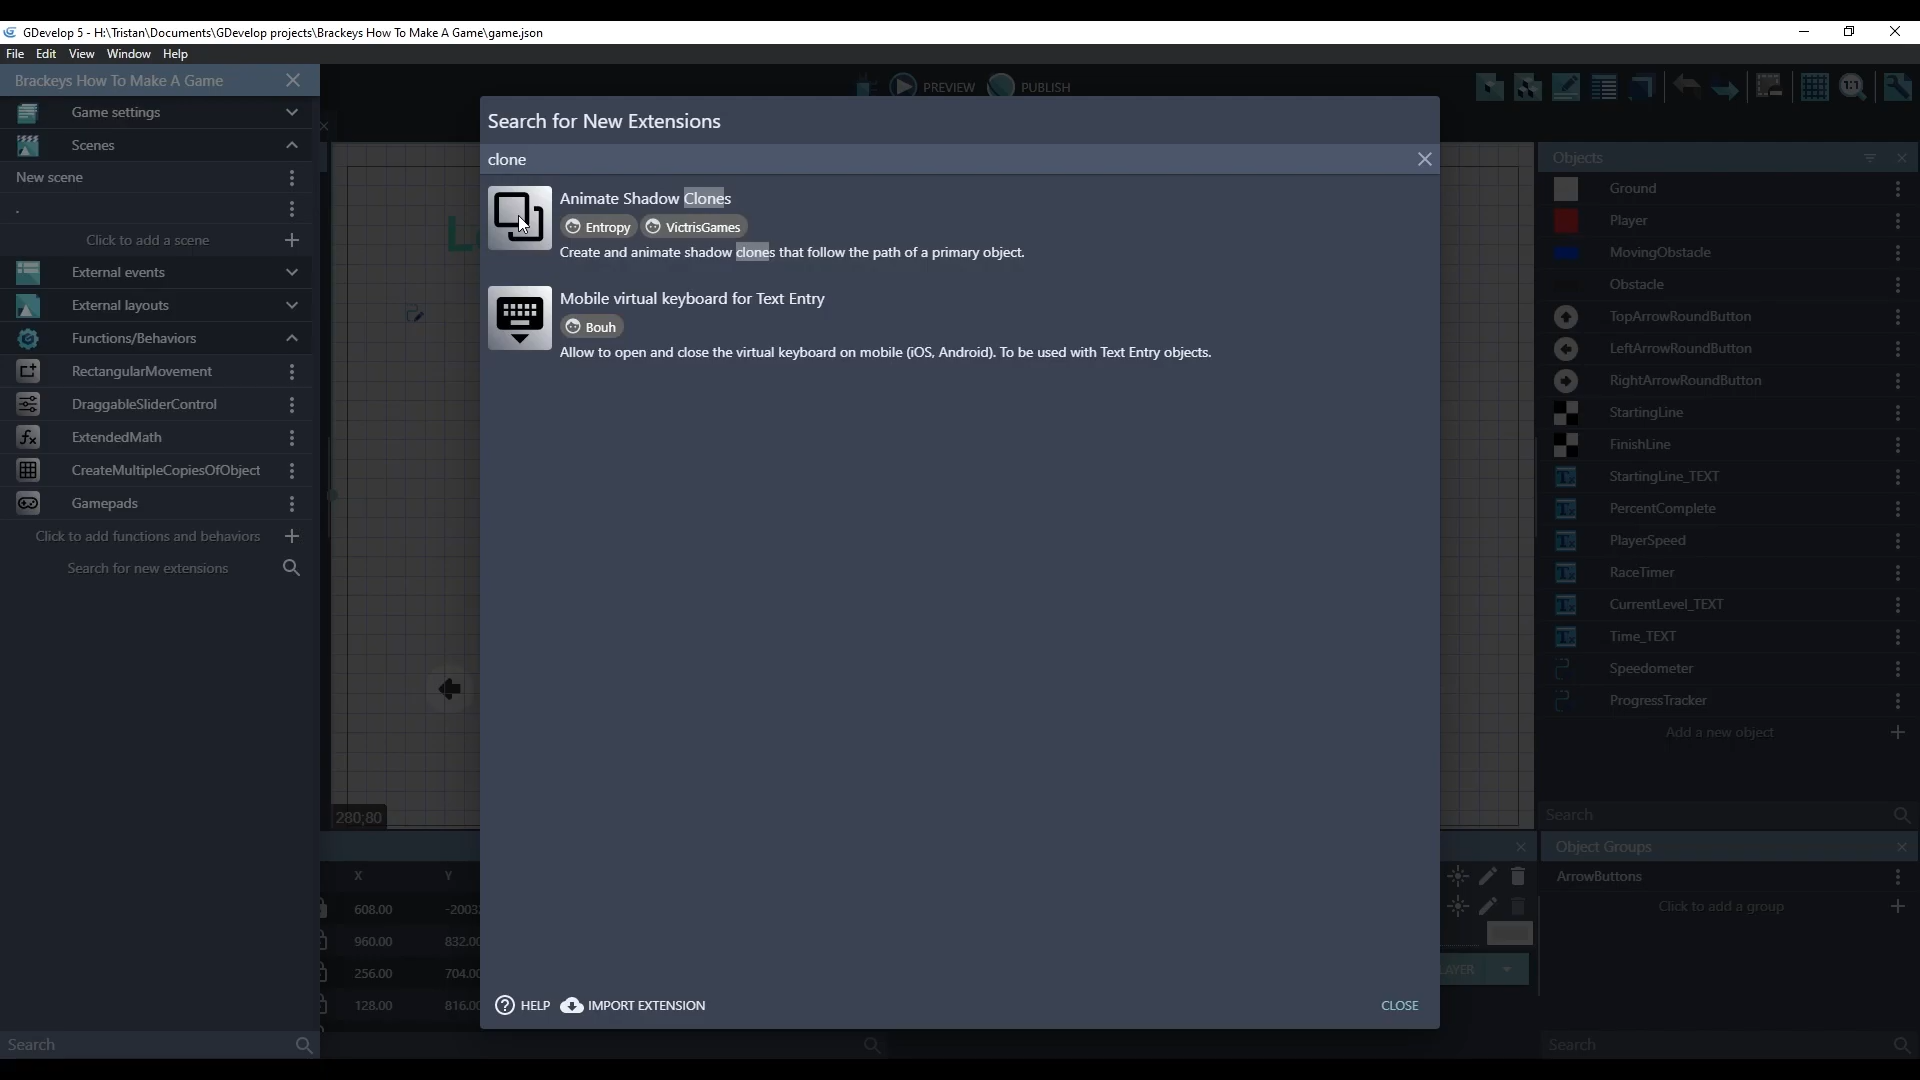 GDevelop 5 - H:\Tristan\Documents\GDevelop projects\Brackeys How To Make A Game\game.json
File Edit View Window Help
Brackeys How To Make A Game
Game settings
Scenes
New scene
.
Click to add a scene
External events
External layouts
Functions/Behaviors
RectangularMovement
DraggableSliderControl
ExtendedMath
CreateMultipleCopiesOfObject
Gamepads
Click to add functions and behaviors
Search for new extensions
Search
PREVIEW PUBLISH
Search for New Extensions
clone
Animate Shadow Clones
Entropy VictrisGames
Create and animate shadow clones that follow the path of a primary object.
Mobile virtual keyboard for Text Entry
Bouh
Allow to open and close the virtual keyboard on mobile (iOS, Android). To be used with Text Entry objects.
HELP IMPORT EXTENSION CLOSE
280;80
X Y
608.00
960.00 832.00
256.00 704.00
128.00 816.00
1:1
Objects
Ground
Player
MovingObstacle
Obstacle
TopArrowRoundButton
LeftArrowRoundButton
RightArrowRoundButton
StartingLine
FinishLine
StartingLine_TEXT
PercentComplete
PlayerSpeed
RaceTimer
CurrentLevel_TEXT
Time_TEXT
Speedometer
ProgressTracker
Add a new object
Search
Object Groups
ArrowButtons
Click to add a group
Search